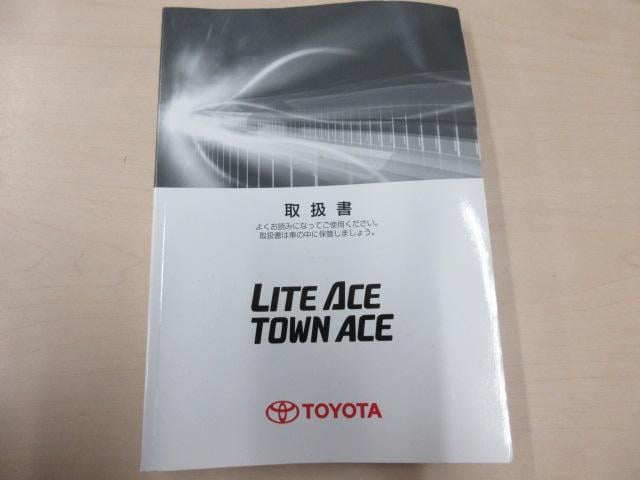 取扱書
よくお読みになってご使用ください。
取扱書は車の中に保管しましょう。
LITE ACE
TOWN ACE
TOYOTA